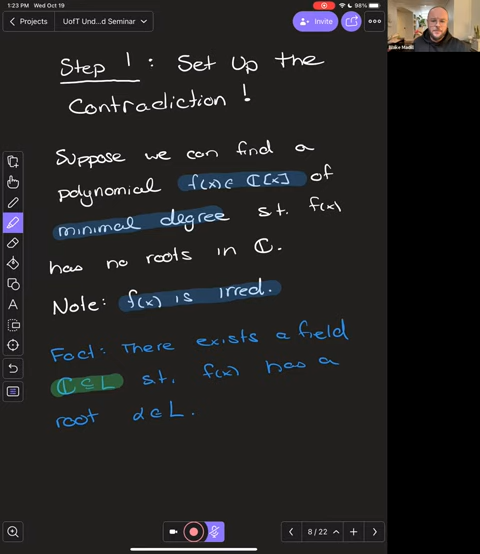 1:23 PM Wed Oct 19
98%
Projects
UofT Und...d Seminar
Invite
Blake Madill
Step 1 : Set Up the
Contradiction !
Suppose we can find a
polynomial f(x) ∈ ℂ[x] of
minimal degree s.t. f(x)
has no roots in ℂ.
Note: f(x) is irred.
Fact: There exists a field
ℂ ⊆ L s.t. f(x) has a
root α ∈ L.
A
8 / 22